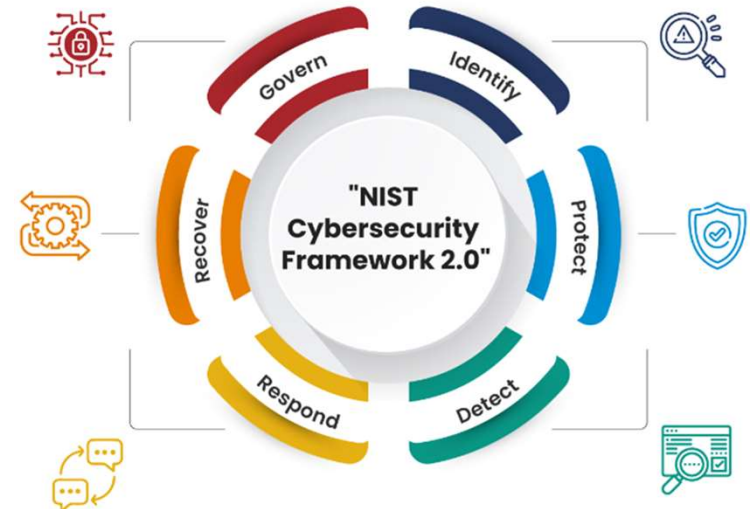 Govern
Identify
"NIST
Cybersecurity
Framework 2.0"
Recover
Protect
Respond
Detect